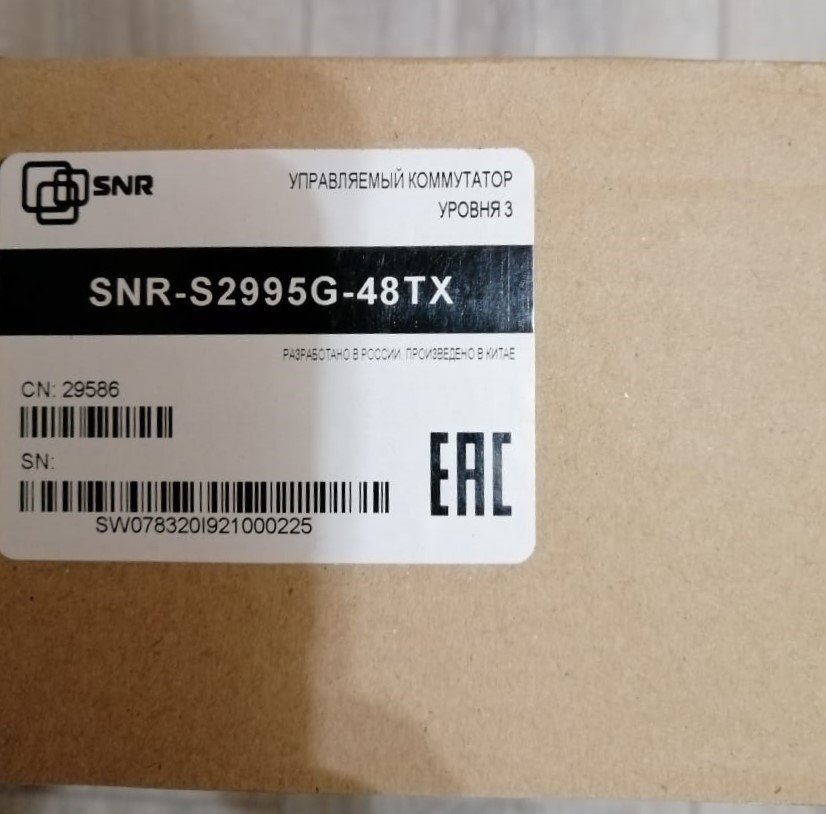 SNR
УПРАВЛЯЕМЫЙ КОММУТАТОР
УРОВНЯ 3
SNR-S2995G-48TX
РАЗРАБОТАНО В РОССИИ, ПРОИЗВЕДЕНО В КИТАЕ
CN: 29586
SN:
SW078320I921000225
EAC